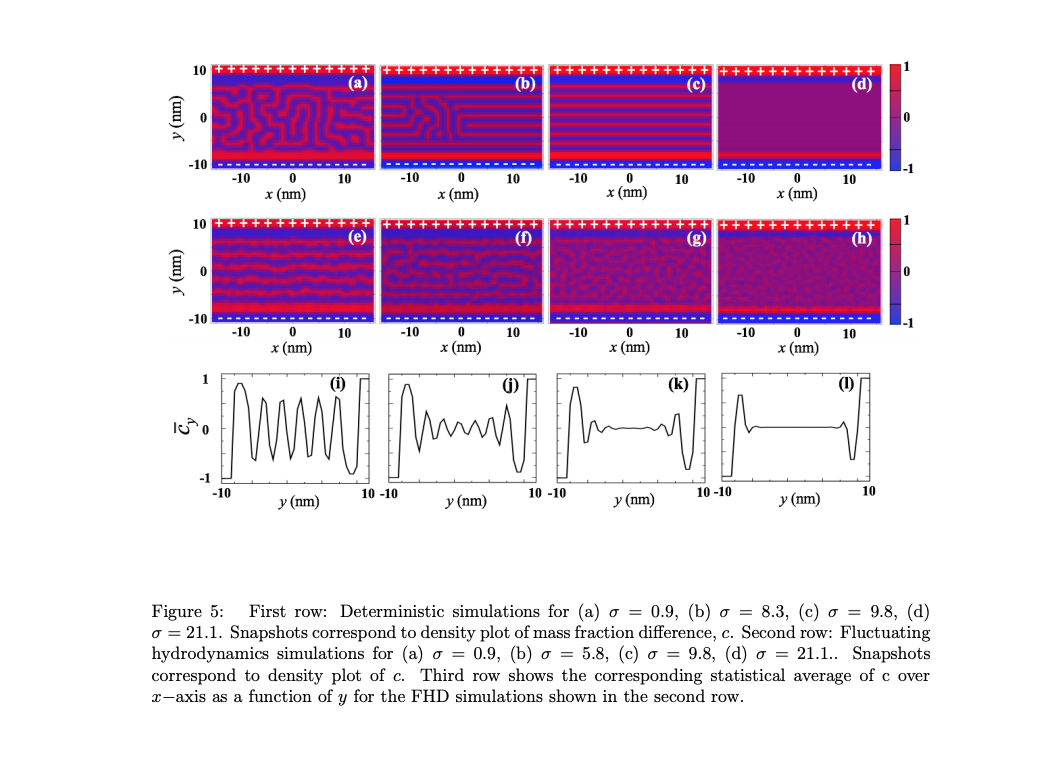 10 + + + + + + + + + + + + (a) + + + + + + + + + + + + (b) + + + + + + + + + + + + (c) + + + + + + + + + + + + (d) 1
y (nm) 0 0
-10 - - - - - - - - - - - - - - - - - - - - - - - - - - - - - - - - - - - - - - - - - - - - - - - - -1
-10 0 10 -10 0 10 -10 0 10 -10 0 10
x (nm) x (nm) x (nm) x (nm)
10 + + + + + + + + + + + + (e) + + + + + + + + + + + + (f) + + + + + + + + + + + + (g) + + + + + + + + + + + + (h) 1
y (nm) 0 0
-10 - - - - - - - - - - - - - - - - - - - - - - - - - - - - - - - - - - - - - - - - - - - - - - - - -1
-10 0 10 -10 0 10 -10 0 10 -10 0 10
x (nm) x (nm) x (nm) x (nm)
1 (i) (j) (k) (l)
c̄y 0
-1
-10 10 -10 10 -10 10 -10 10
y (nm) y (nm) y (nm) y (nm)
Figure 5: First row: Deterministic simulations for (a) σ = 0.9, (b) σ = 8.3, (c) σ = 9.8, (d)
σ = 21.1. Snapshots correspond to density plot of mass fraction difference, c. Second row: Fluctuating
hydrodynamics simulations for (a) σ = 0.9, (b) σ = 5.8, (c) σ = 9.8, (d) σ = 21.1.. Snapshots
correspond to density plot of c. Third row shows the corresponding statistical average of c over
x−axis as a function of y for the FHD simulations shown in the second row.